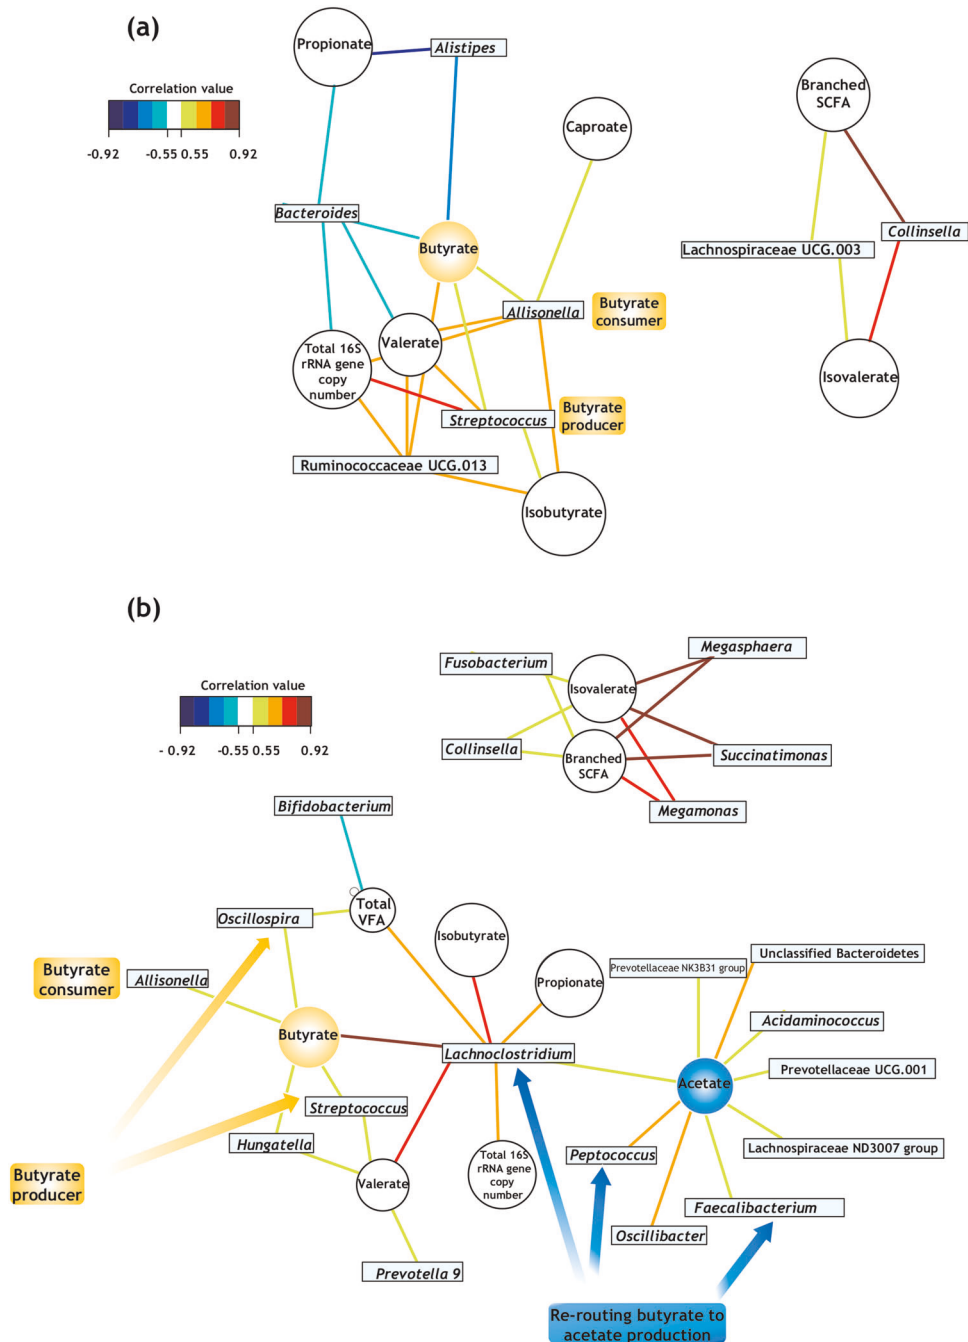 (a)
Propionate
Alistipes
Correlation value
-0.92
-0.55
0.55
0.92
Branched
SCFA
Caproate
Bacteroides
Butyrate
Collinsella
Lachnospiraceae UCG.003
Allisonella
Butyrate
consumer
Total 16S
rRNA gene
copy
number
Valerate
Isovalerate
Streptococcus
Butyrate
producer
Ruminococcaceae UCG.013
Isobutyrate
(b)
Correlation value
- 0.92
-0.55
0.55
0.92
Fusobacterium
Megasphaera
Isovalerate
Collinsella
Branched
SCFA
Succinatimonas
Megamonas
Bifidobacterium
Oscillospira
Total
VFA
Isobutyrate
Butyrate
consumer
Allisonella
Propionate
Prevotellaceae NK3B31 group
Unclassified Bacteroidetes
Acidaminococcus
Butyrate
Lachnoclostridium
Acetate
Prevotellaceae UCG.001
Streptococcus
Hungatella
Butyrate
producer
Valerate
Total 16S
rRNA gene
copy
number
Peptococcus
Lachnospiraceae ND3007 group
Faecalibacterium
Oscillibacter
Prevotella 9
Re-routing butyrate to
acetate production